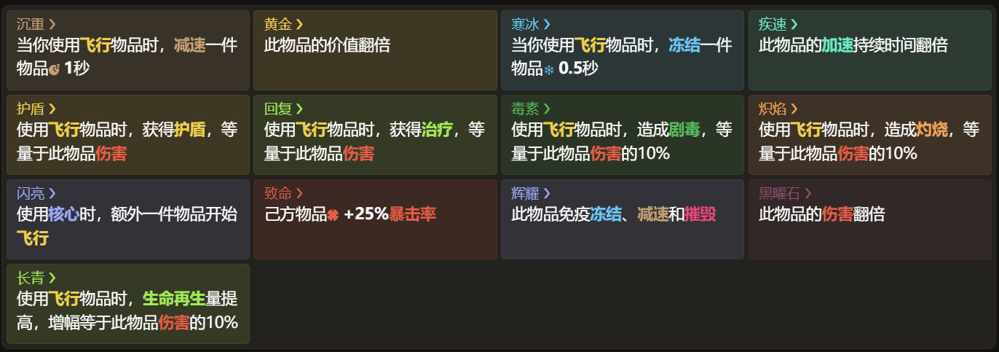 沉重 ❯
当你使用飞行物品时，减速一件
物品 1秒
黄金 ❯
此物品的价值翻倍
寒冰 ❯
当你使用飞行物品时，冻结一件
物品 0.5秒
疾速 ❯
此物品的加速持续时间翻倍
护盾 ❯
使用飞行物品时，获得护盾，等
量于此物品伤害
回复 ❯
使用飞行物品时，获得治疗，等
量于此物品伤害
毒素 ❯
使用飞行物品时，造成剧毒，等
量于此物品伤害的10%
炽焰 ❯
使用飞行物品时，造成灼烧，等
量于此物品伤害的10%
闪亮 ❯
使用核心时，额外一件物品开始
飞行
致命 ❯
己方物品 +25%暴击率
辉耀 ❯
此物品免疫冻结、减速和摧毁
黑曜石 ❯
此物品的伤害翻倍
长青 ❯
使用飞行物品时，生命再生量提
高，增幅等于此物品伤害的10%